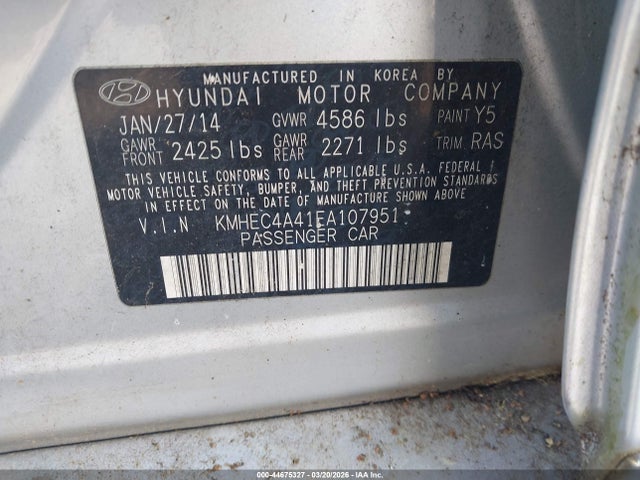 MANUFACTURED IN KOREA BY
HYUNDAI MOTOR COMPANY
JAN/27/14 GVWR 4586 lbs PAINT Y5
GAWR FRONT 2425 lbs GAWR REAR 2271 lbs TRIM RAS
THIS VEHICLE CONFORMS TO ALL APPLICABLE U.S.A. FEDERAL
MOTOR VEHICLE SAFETY, BUMPER, AND THEFT PREVENTION STANDARDS
IN EFFECT ON THE DATE OF MANUFACTURE SHOWN ABOVE
V.I.N KMHEC4A41EA107951
PASSENGER CAR
000-44675327 - 03/20/2026 - COPYRIGHT IAA, LLC.